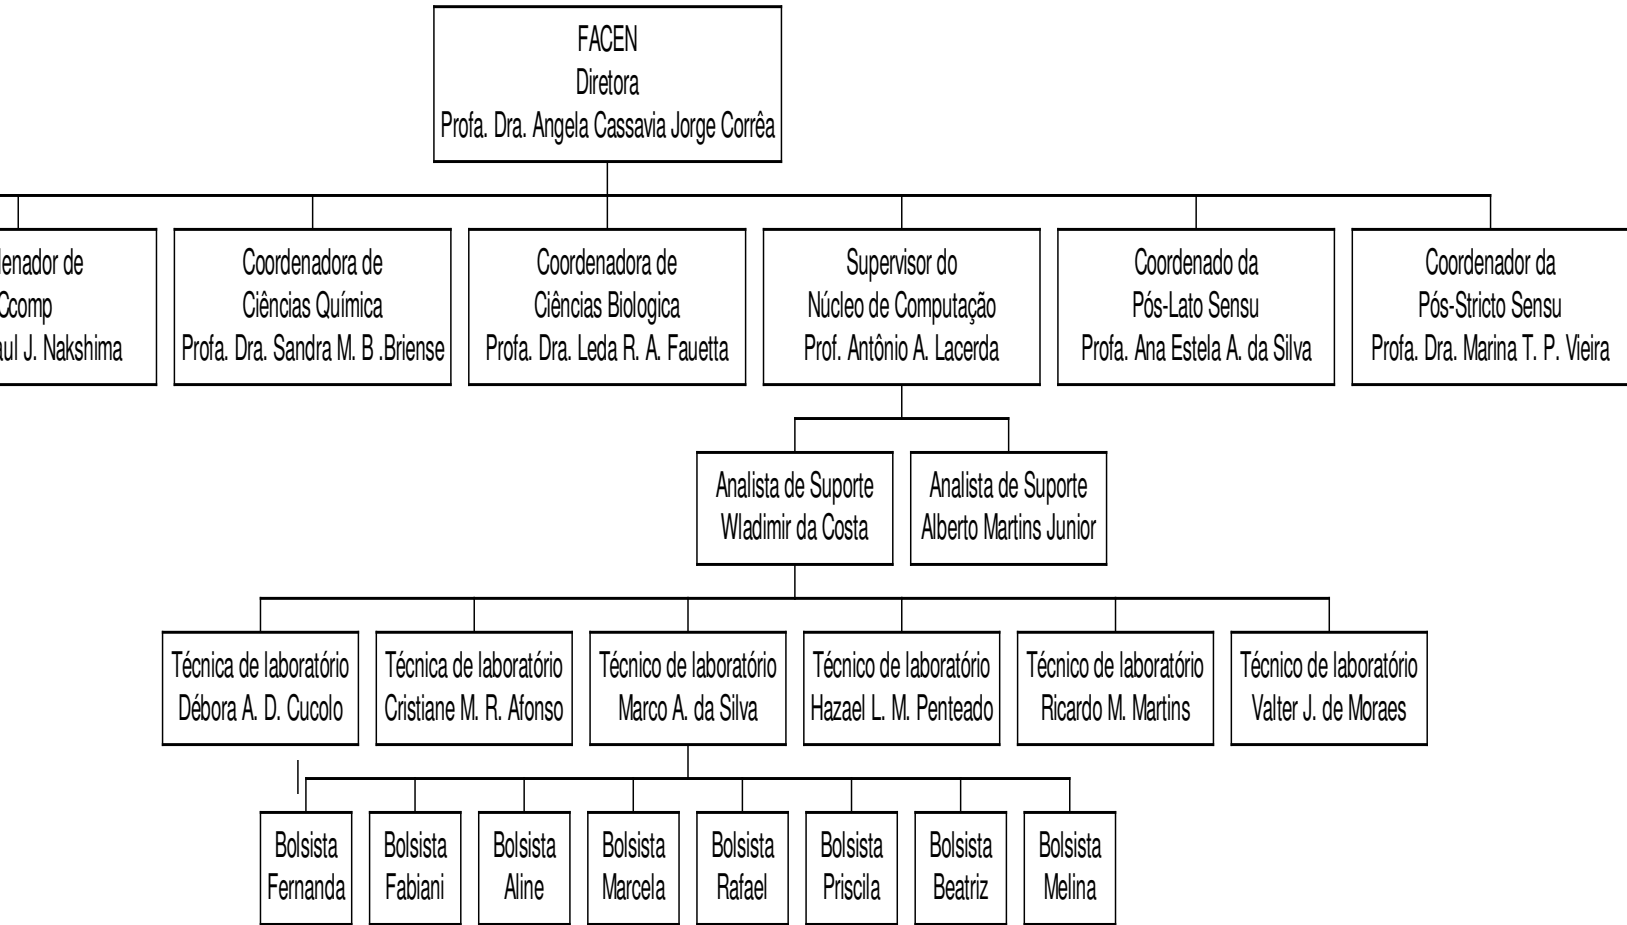 FACEN
Diretora
Profa. Dra. Angela Cassavia Jorge Corrêa
denador de
Ccomp
aul J. Nakshima
Coordenadora de
Ciências Química
Profa. Dra. Sandra M. B .Briense
Coordenadora de
Ciências Biologica
Profa. Dra. Leda R. A. Fauetta
Supervisor do
Núcleo de Computação
Prof. Antônio A. Lacerda
Coordenado da
Pós-Lato Sensu
Profa. Ana Estela A. da Silva
Coordenador da
Pós-Stricto Sensu
Profa. Dra. Marina T. P. Vieira
Analista de Suporte
Wladimir da Costa
Analista de Suporte
Alberto Martins Junior
Técnica de laboratório
Débora A. D. Cucolo
Técnica de laboratório
Cristiane M. R. Afonso
Técnico de laboratório
Marco A. da Silva
Técnico de laboratório
Hazael L. M. Penteado
Técnico de laboratório
Ricardo M. Martins
Técnico de laboratório
Valter J. de Moraes
Bolsista
Fernanda
Bolsista
Fabiani
Bolsista
Aline
Bolsista
Marcela
Bolsista
Rafael
Bolsista
Priscila
Bolsista
Beatriz
Bolsista
Melina